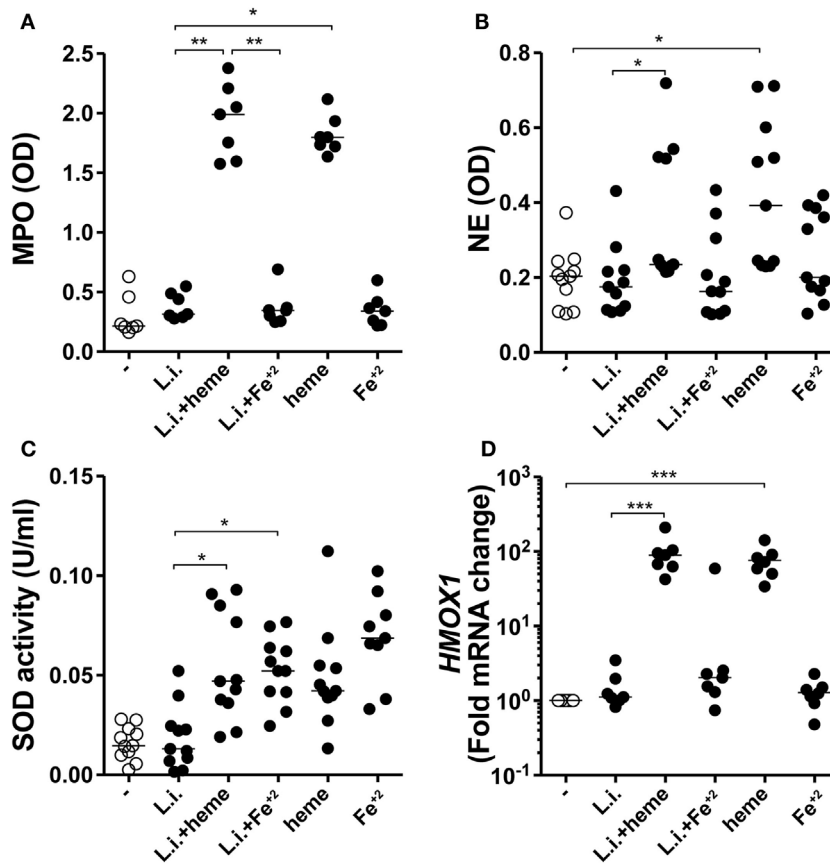 A
MPO (OD)
2.5
2.0
1.5
1.0
0.5
0.0
*
** **
- L.i. L.i.+heme L.i.+Fe⁺² heme Fe⁺²
B
NE (OD)
0.8
0.6
0.4
0.2
0.0
*
*
- L.i. L.i.+heme L.i.+Fe⁺² heme Fe⁺²
C
SOD activity (U/ml)
0.15
0.10
0.05
0.00
*
*
- L.i. L.i.+heme L.i.+Fe⁺² heme Fe⁺²
D
HMOX1
(Fold mRNA change)
10³
10²
10¹
10⁰
10⁻¹
***
***
- L.i. L.i.+heme L.i.+Fe⁺² heme Fe⁺²